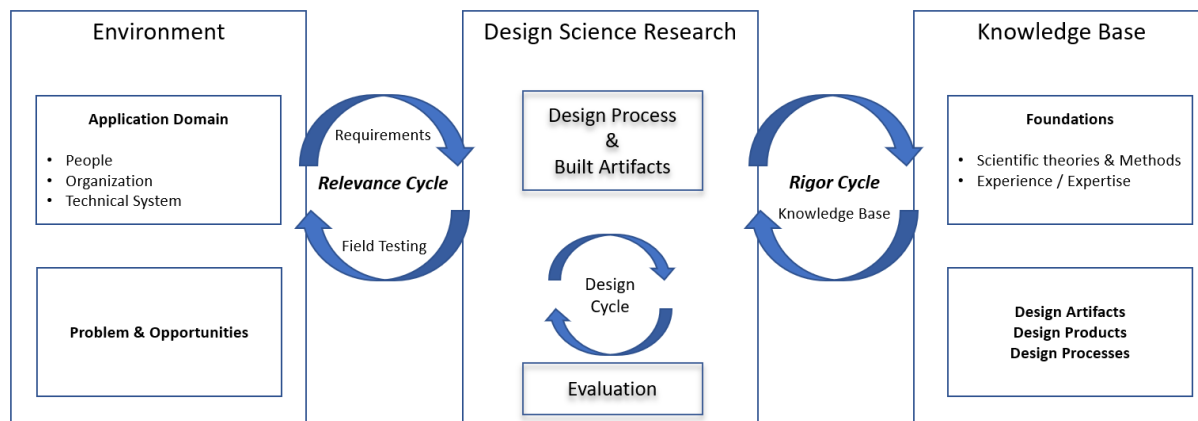 Environment
Application Domain
• People
• Organization
• Technical System
Problem & Opportunities
Requirements
Relevance Cycle
Field Testing
Design Science Research
Design Process
&
Built Artifacts
Design
Cycle
Evaluation
Rigor Cycle
Knowledge Base
Knowledge Base
Foundations
• Scientific theories & Methods
• Experience / Expertise
Design Artifacts
Design Products
Design Processes